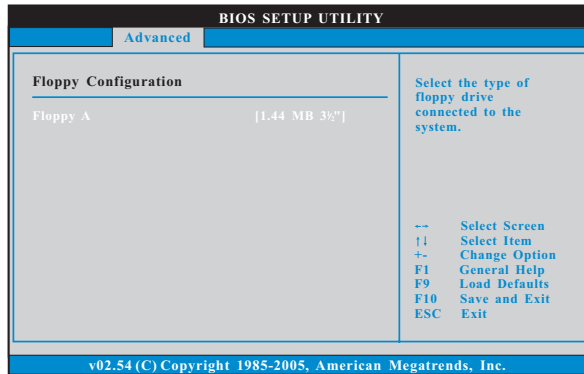 BIOS SETUP UTILITY
Advanced
Floppy Configuration
Floppy A [1.44 MB 3½"]
Select the type of
floppy drive
connected to the
system.
←→ Select Screen
↑↓ Select Item
+- Change Option
F1 General Help
F9 Load Defaults
F10 Save and Exit
ESC Exit
v02.54 (C) Copyright 1985-2005, American Megatrends, Inc.